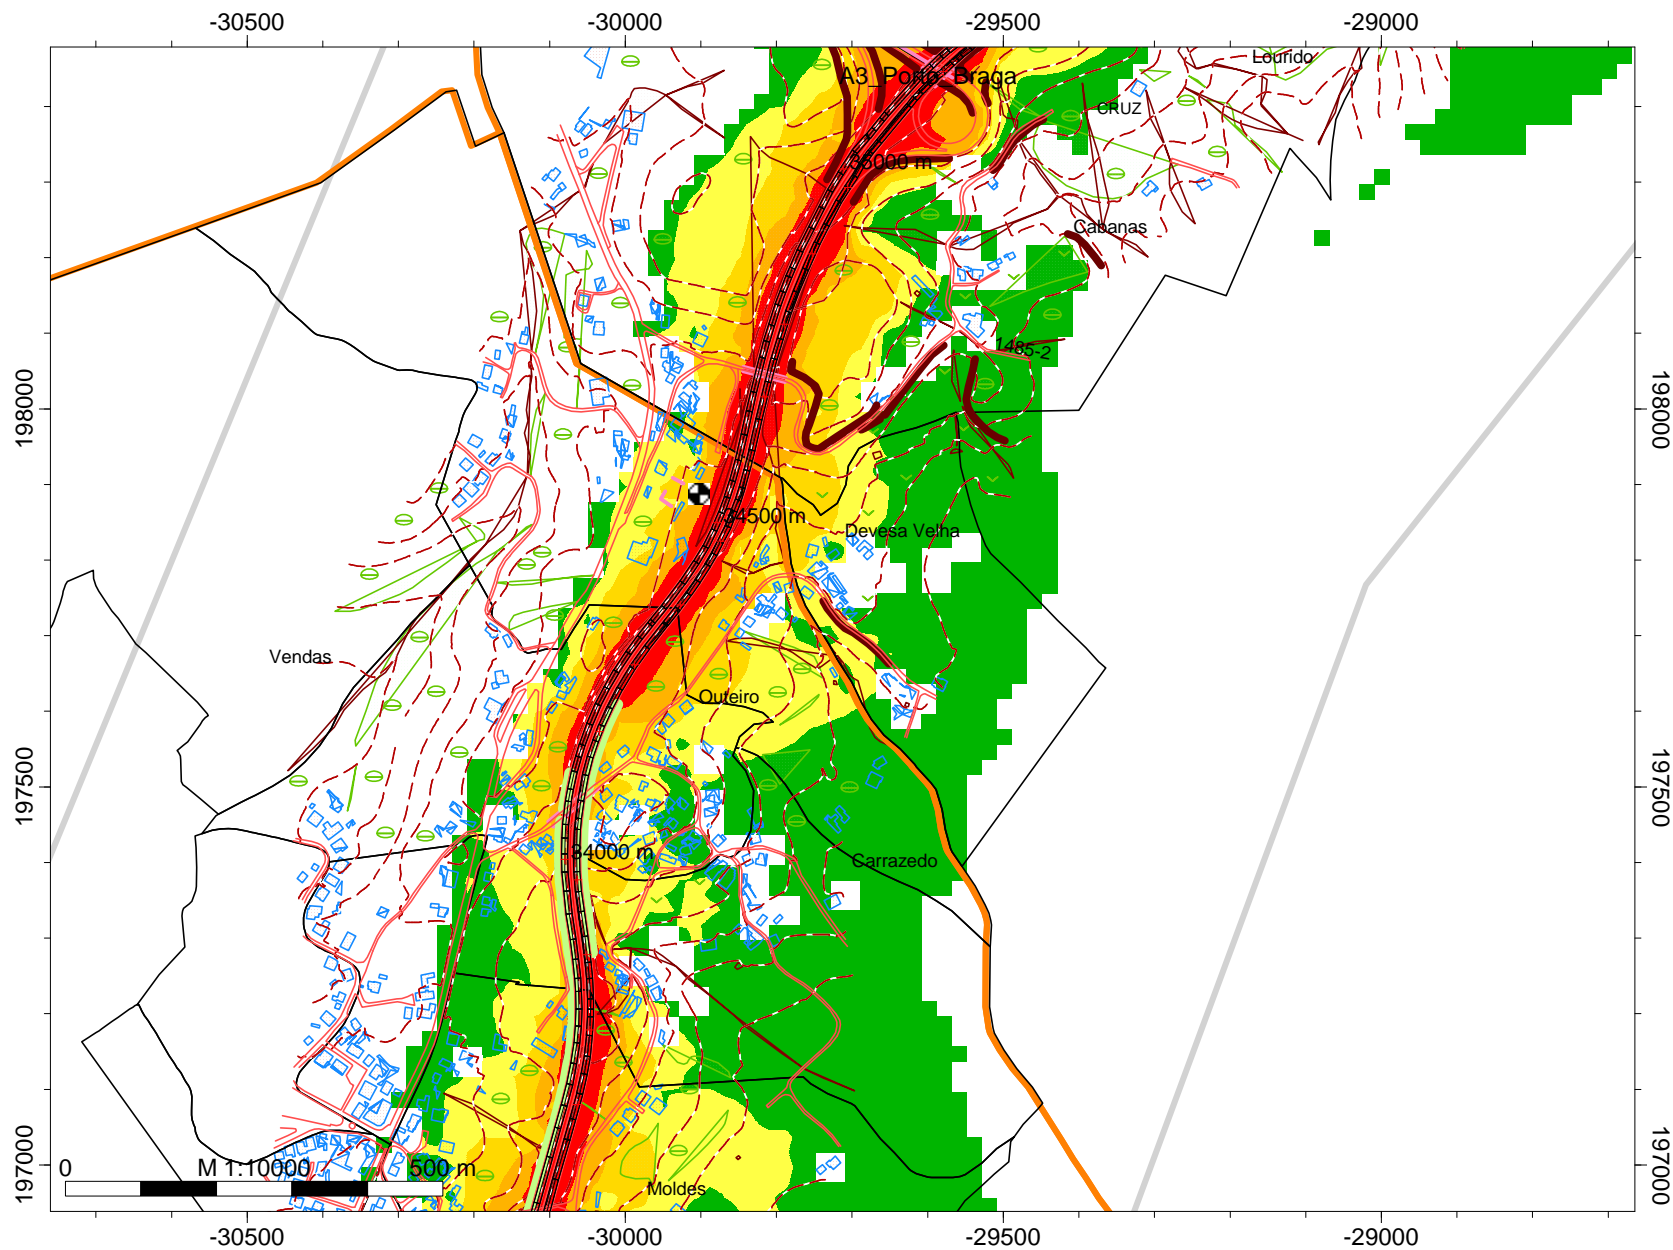 -30500 -30000 -29500 -29000
Lourido
A3_Porto_Braga
CRUZ
35000 m
Cabanas
1485-2
198000 198000
34500 m
Devesa Velha
Vendas
Outeiro
197500 197500
34000 m
Carrazedo
197000 197000
0 M 1:10000 500 m
Moldes
-30500 -30000 -29500 -29000